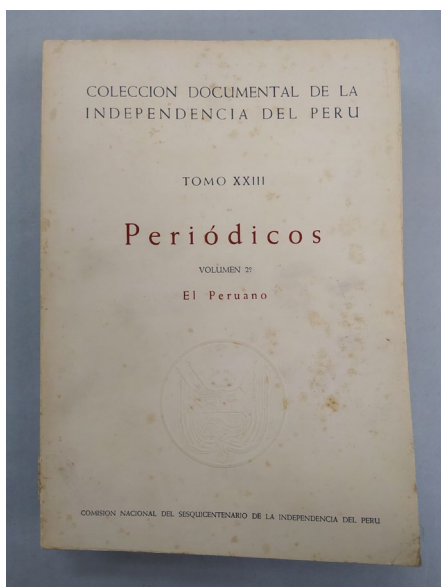 COLECCION DOCUMENTAL DE LA
INDEPENDENCIA DEL PERU
TOMO XXIII
Periódicos
VOLUMEN 2º
El Peruano
COMISION NACIONAL DEL SESQUICENTENARIO DE LA INDEPENDENCIA DEL PERU